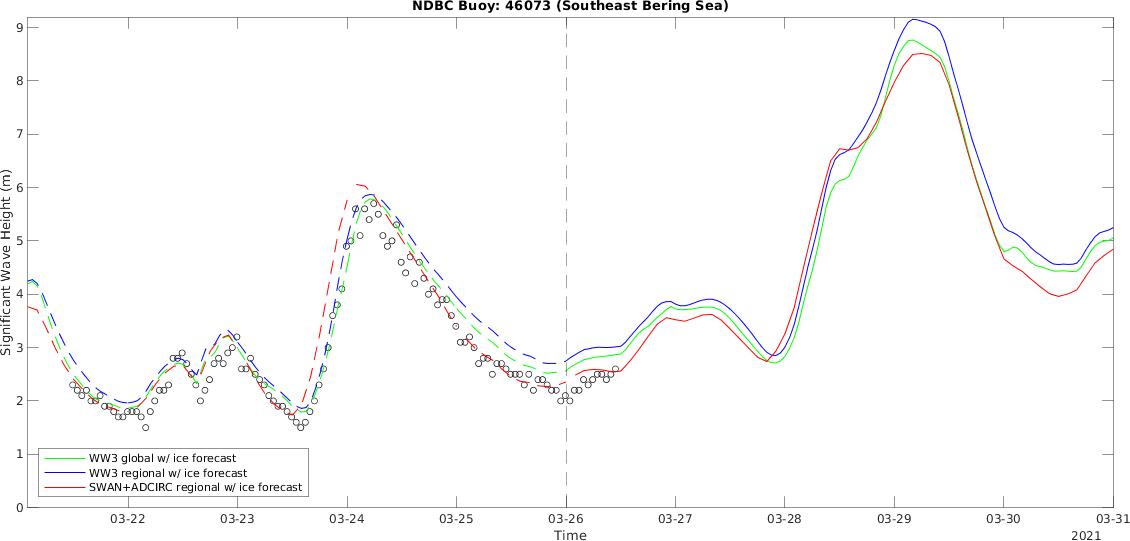 NDBC Buoy: 46073 (Southeast Bering Sea)
Significant Wave Height (m)
9
8
7
6
5
4
3
2
1
0
WW3 global w/ ice forecast
WW3 regional w/ ice forecast
SWAN+ADCIRC regional w/ ice forecast
03-22 03-23 03-24 03-25 03-26 03-27 03-28 03-29 03-30 03-31
Time
2021